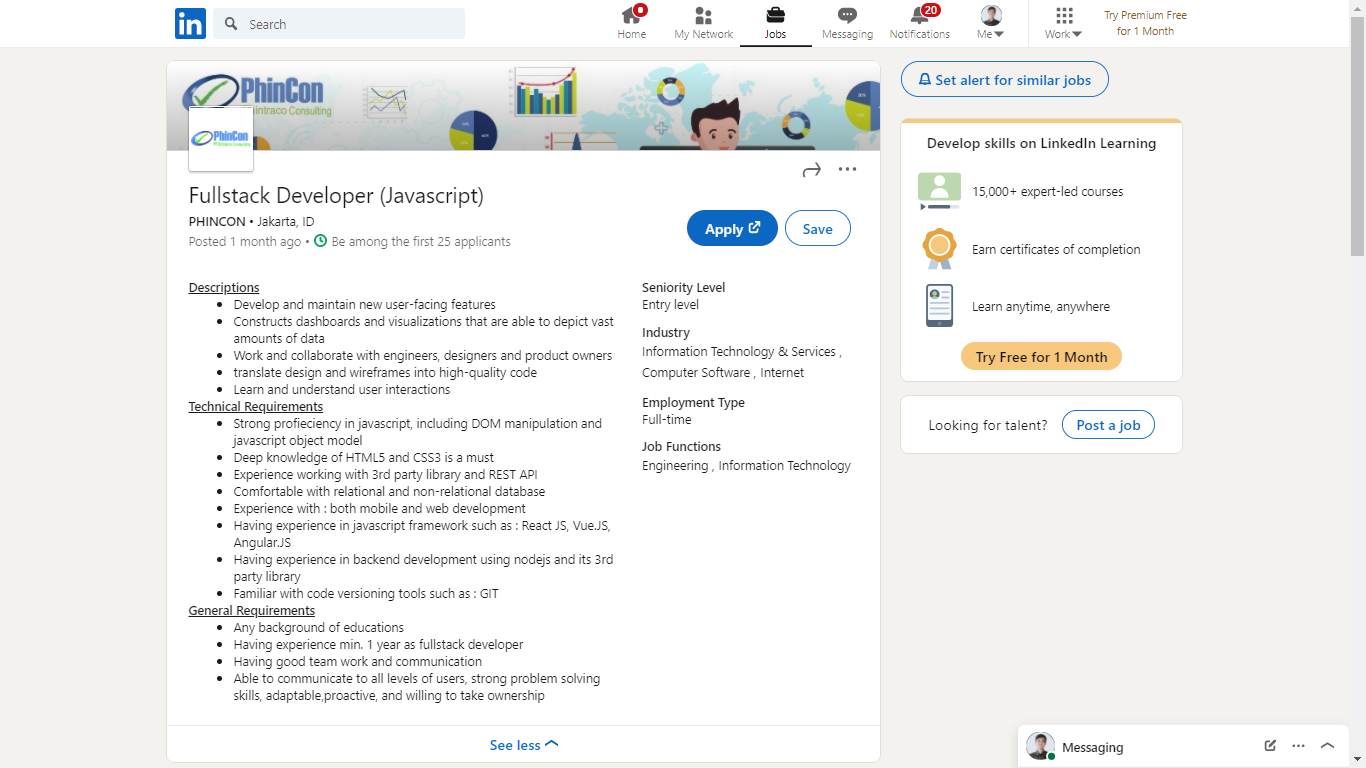 in
Search
Home
My Network
Jobs
Messaging
20
Notifications
Me
Work
Try Premium Free
for 1 Month
PhinCon
Phintraco Consulting
PhinCon
Fullstack Developer (Javascript)
PHINCON • Jakarta, ID
Posted 1 month ago • Be among the first 25 applicants
Apply
Save
Descriptions
• Develop and maintain new user-facing features
• Constructs dashboards and visualizations that are able to depict vast
amounts of data
• Work and collaborate with engineers, designers and product owners
• translate design and wireframes into high-quality code
• Learn and understand user interactions
Technical Requirements
• Strong profieciency in javascript, including DOM manipulation and
javascript object model
• Deep knowledge of HTML5 and CSS3 is a must
• Experience working with 3rd party library and REST API
• Comfortable with relational and non-relational database
• Experience with : both mobile and web development
• Having experience in javascript framework such as : React JS, Vue.JS,
Angular.JS
• Having experience in backend development using nodejs and its 3rd
party library
• Familiar with code versioning tools such as : GIT
General Requirements
• Any background of educations
• Having experience min. 1 year as fullstack developer
• Having good team work and communication
• Able to communicate to all levels of users, strong problem solving
skills, adaptable,proactive, and willing to take ownership
See less
Seniority Level
Entry level
Industry
Information Technology & Services ,
Computer Software , Internet
Employment Type
Full-time
Job Functions
Engineering , Information Technology
Set alert for similar jobs
Develop skills on LinkedIn Learning
15,000+ expert-led courses
Earn certificates of completion
Learn anytime, anywhere
Try Free for 1 Month
Looking for talent?
Post a job
Messaging